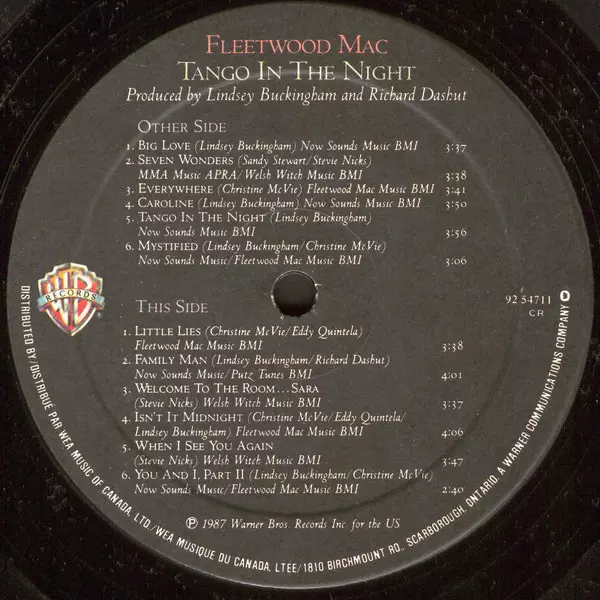 FLEETWOOD MAC
TANGO IN THE NIGHT
Produced by Lindsey Buckingham and Richard Dashut
OTHER SIDE
1. BIG LOVE (Lindsey Buckingham) Now Sounds Music BMI 3:37
2. SEVEN WONDERS (Sandy Stewart/Stevie Nicks)
MMA Music APRA/Welsh Witch Music BMI 3:38
3. EVERYWHERE (Christine McVie) Fleetwood Mac Music BMI 3:41
4. CAROLINE (Lindsey Buckingham) Now Sounds Music BMI 3:50
5. TANGO IN THE NIGHT (Lindsey Buckingham)
Now Sounds Music BMI 3:56
6. MYSTIFIED (Lindsey Buckingham/Christine McVie)
Now Sounds Music/Fleetwood Mac Music BMI 3:06
WB
RECORDS
92 54711
CR
THIS SIDE
1. LITTLE LIES (Christine McVie/Eddy Quintela)
Fleetwood Mac Music BMI 3:38
2. FAMILY MAN (Lindsey Buckingham/Richard Dashut)
Now Sounds Music/Putz Tunes BMI 4:01
3. WELCOME TO THE ROOM...SARA
(Stevie Nicks) Welsh Witch Music BMI 3:37
4. ISN'T IT MIDNIGHT (Christine McVie/Eddy Quintela/
Lindsey Buckingham) Fleetwood Mac Music BMI 4:06
5. WHEN I SEE YOU AGAIN
(Stevie Nicks) Welsh Witch Music BMI 3:47
6. YOU AND I, PART II (Lindsey Buckingham/Christine McVie)
Now Sounds Music/Fleetwood Mac Music BMI 2:40
℗ 1987 Warner Bros. Records Inc. for the US
DISTRIBUTED BY/DISTRIBUÉ PAR WEA MUSIC OF CANADA, LTD./WEA MUSIQUE DU CANADA, LTEE/1810 BIRCHMOUNT RD., SCARBOROUGH, ONTARIO. A WARNER COMMUNICATIONS COMPANY